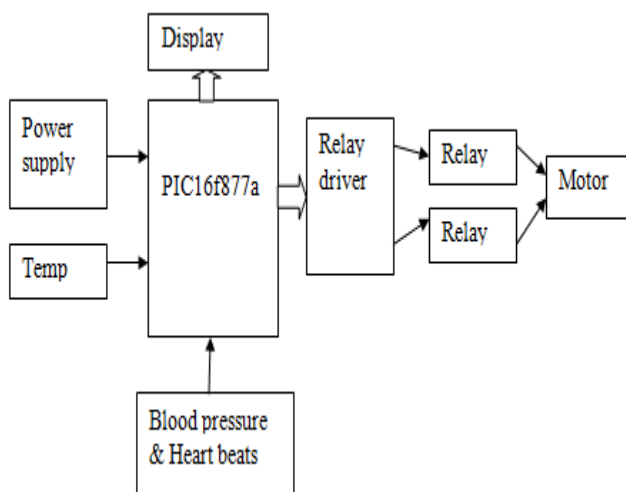 Display
Power
supply
PIC16f877a
Relay
driver
Relay
Relay
Motor
Temp
Blood pressure
& Heart beats